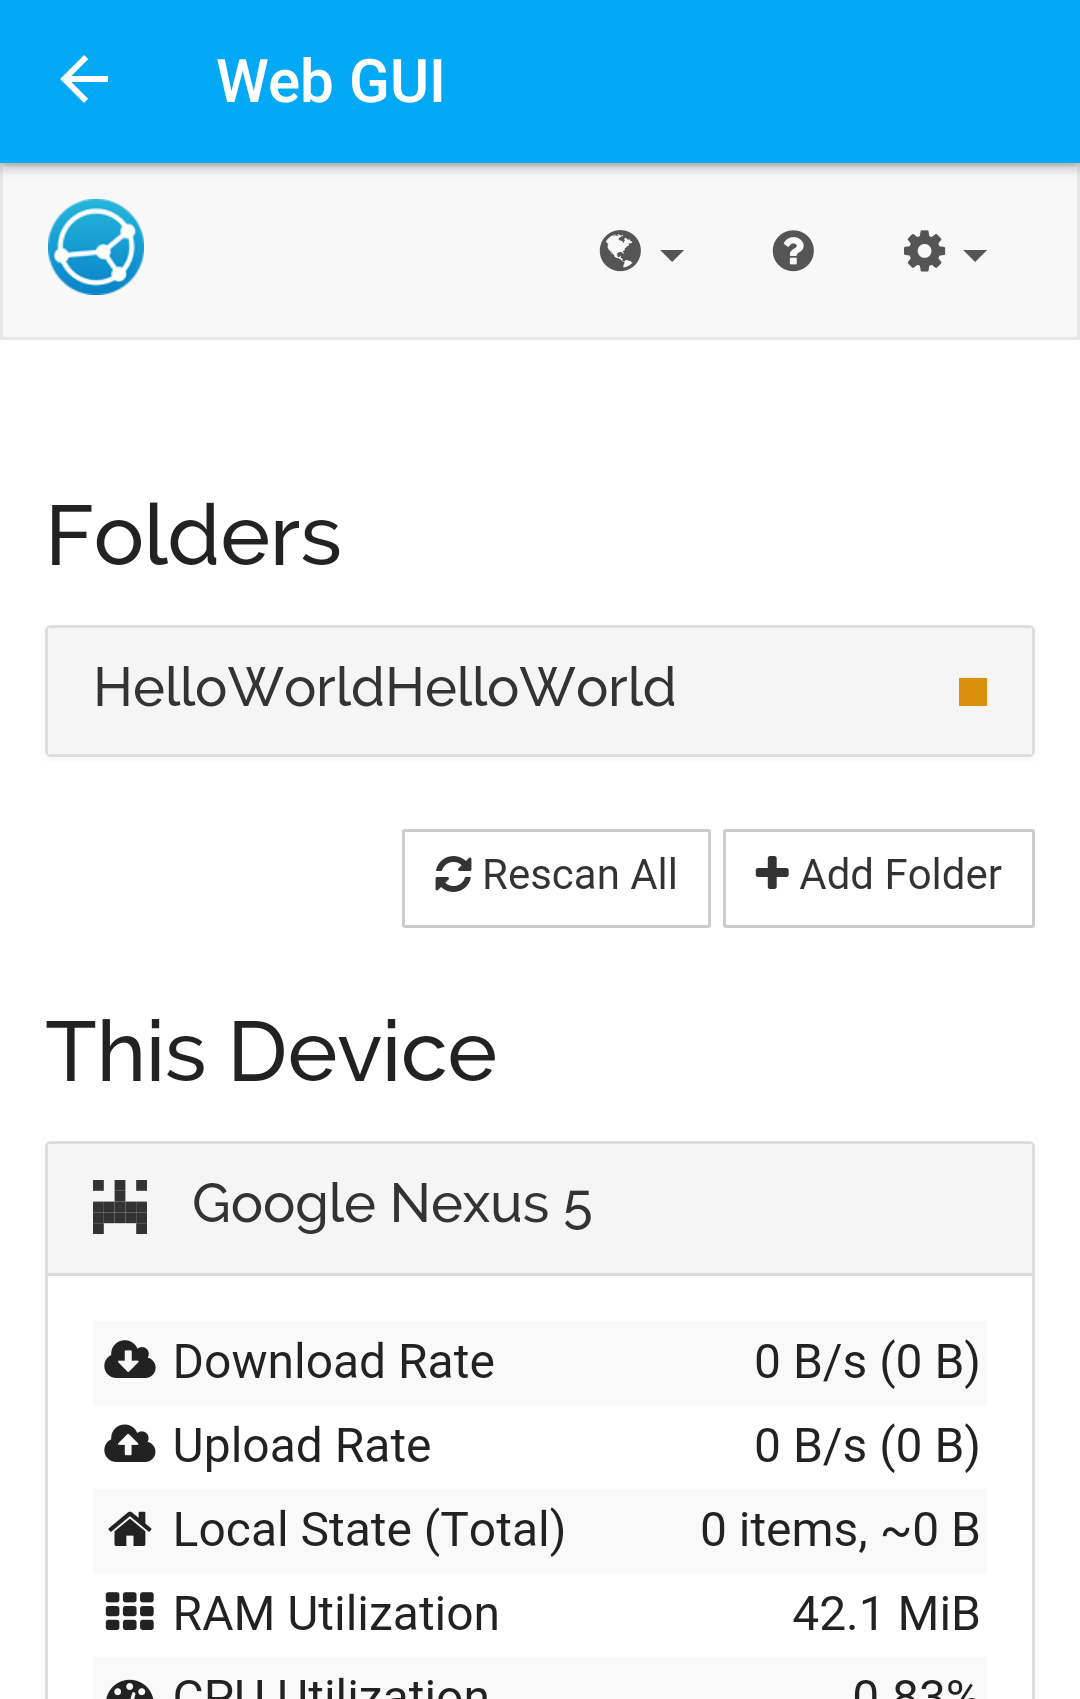 Web GUI
Folders
HelloWorldHelloWorld
Rescan All Add Folder
This Device
Google Nexus 5
Download Rate 0 B/s (0 B)
Upload Rate 0 B/s (0 B)
Local State (Total) 0 items, ~0 B
RAM Utilization 42.1 MiB
CPU Utilization 0.83%